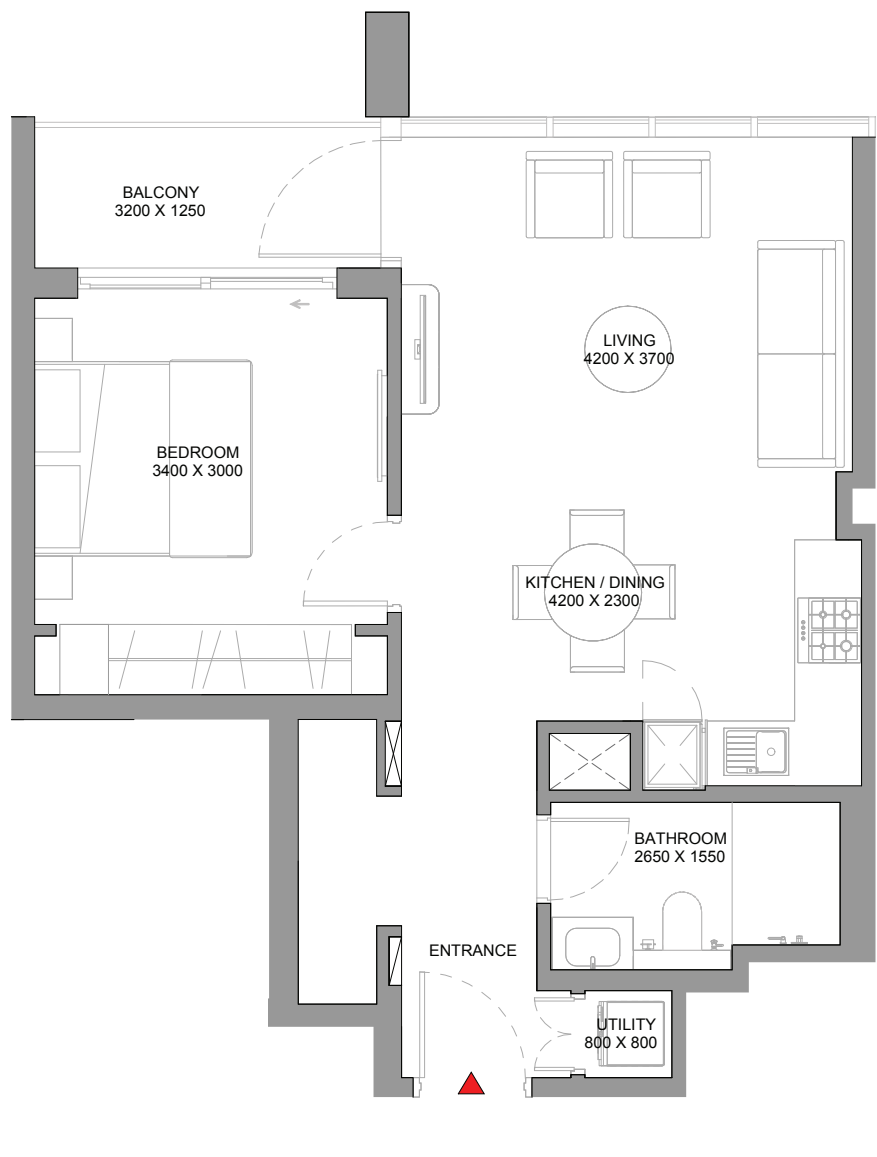 BALCONY
3200 X 1250
LIVING
4200 X 3700
BEDROOM
3400 X 3000
KITCHEN / DINING
4200 X 2300
BATHROOM
2650 X 1550
ENTRANCE
UTILITY
800 X 800